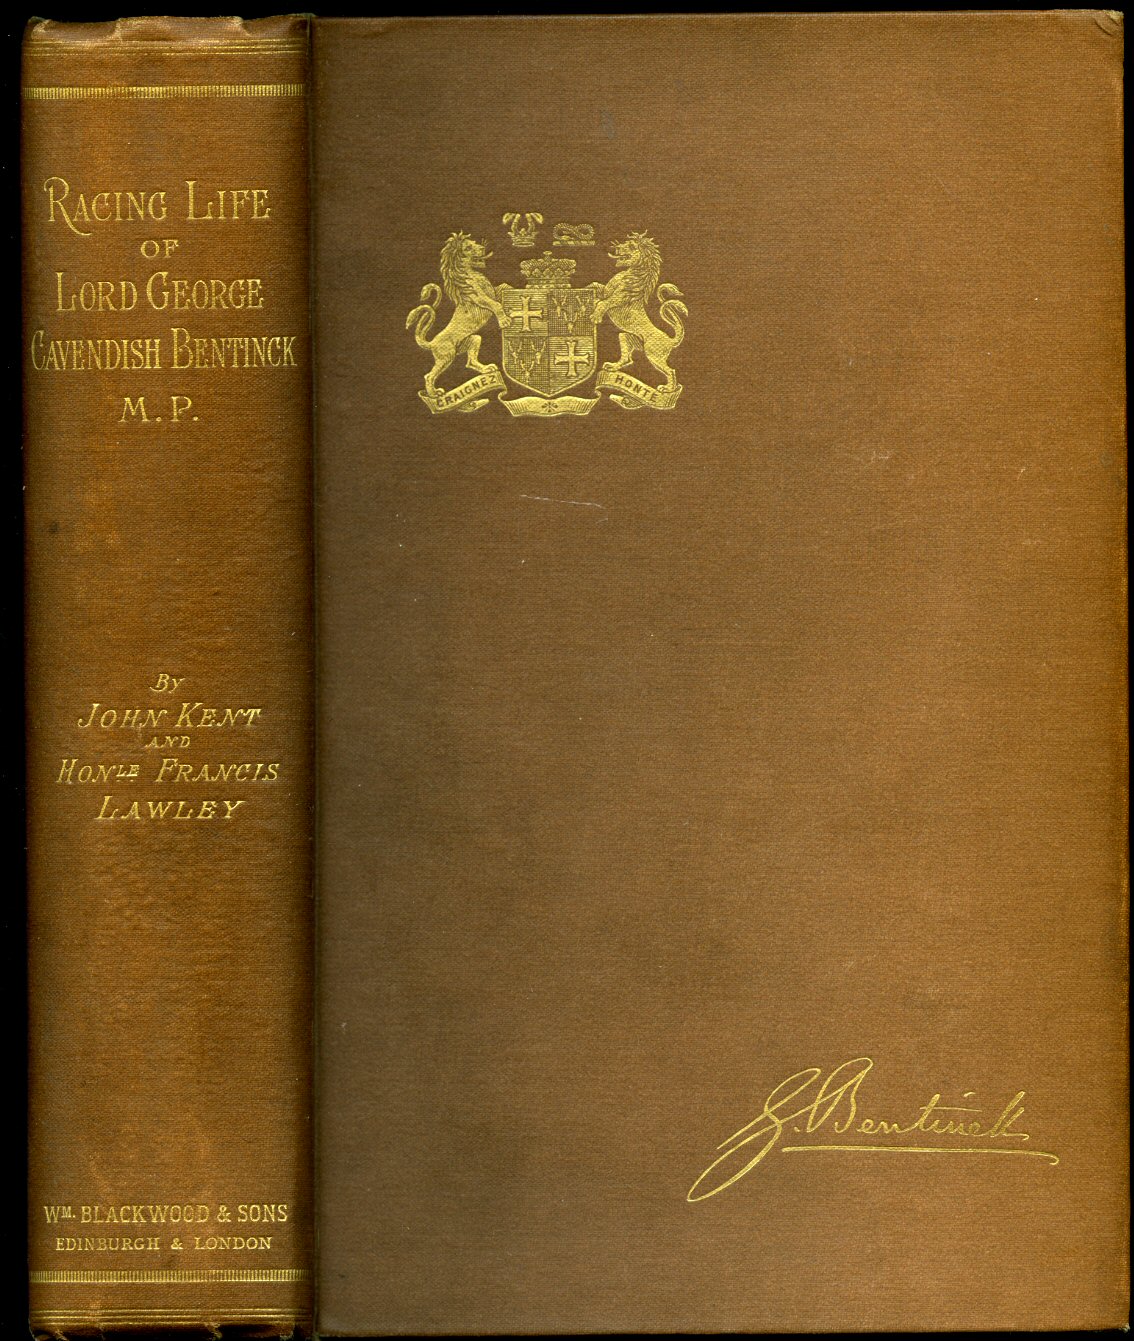 RACING LIFE
OF
LORD GEORGE
CAVENDISH BENTINCK
M.P.
By
JOHN KENT
AND
HONLE FRANCIS
LAWLEY
WM. BLACKWOOD & SONS
EDINBURGH & LONDON
CRAIGNEZ HONTE
G. Bentinck